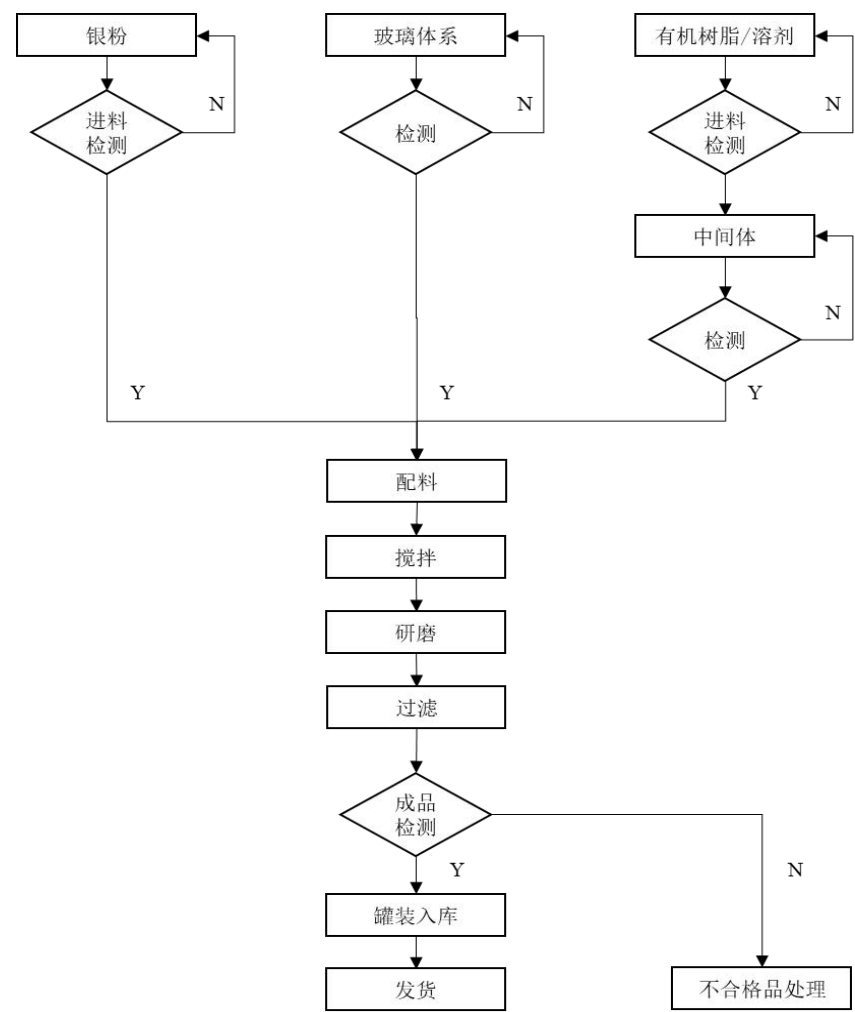 银粉
玻璃体系
有机树脂/溶剂
N
N
N
进料
检测
检测
进料
检测
中间体
N
检测
Y
Y
Y
配料
搅拌
研磨
过滤
成品
检测
Y
N
罐装入库
发货
不合格品处理